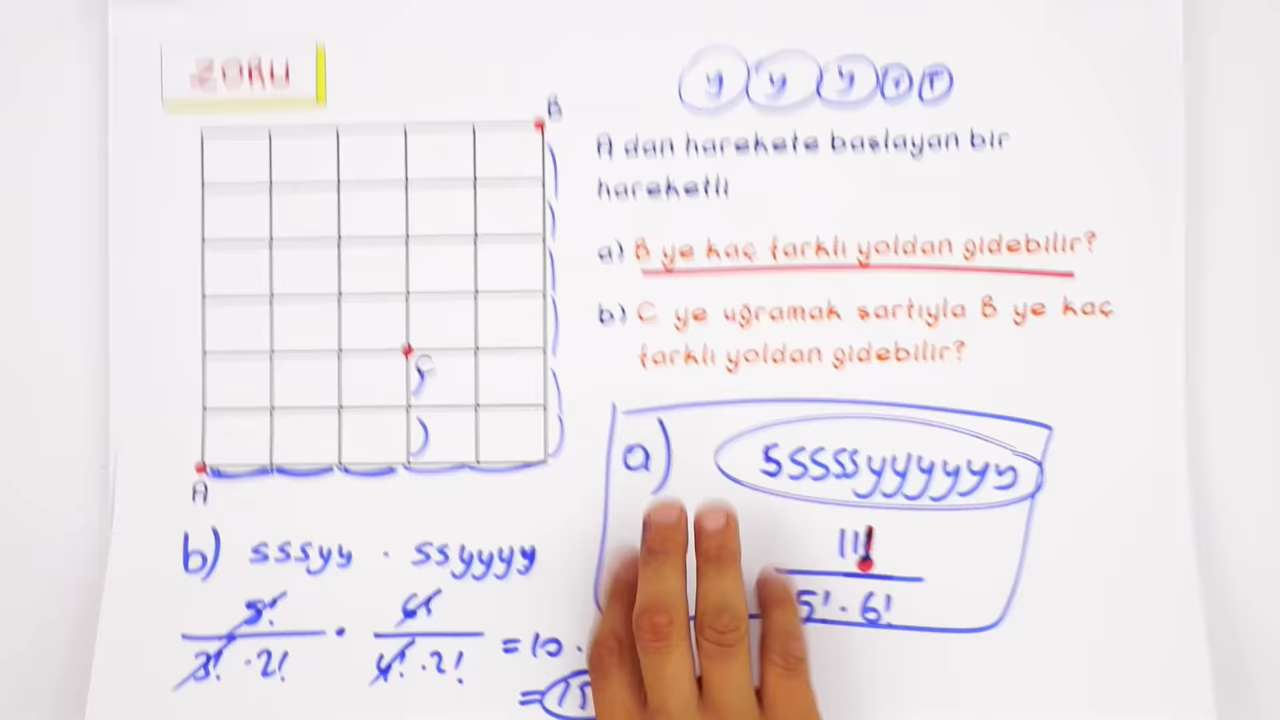 ZORU
B
C
A
y y y
A dan harekete başlayan bir
hareketli
a) B ye kaç farklı yoldan gidebilir?
b) C ye uğramak şartıyla B ye kaç
farklı yoldan gidebilir?
a) sssssyyyyyy
11!
5! · 6!
b) sssyy · ssyyyy
5! / 3! · 2! · 6! / 4! · 2! = 10 ·
= 15